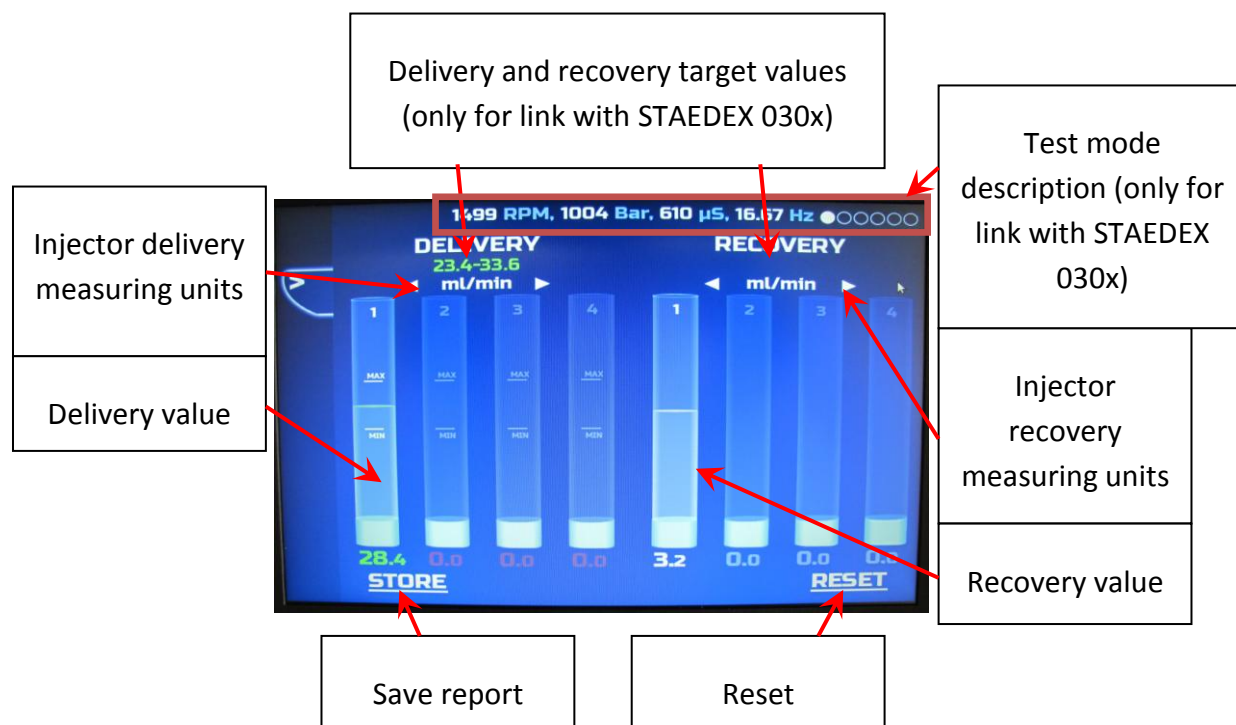 Delivery and recovery target values
(only for link with STAEDEX 030x)
Test mode
description (only for
link with STAEDEX
030x)
Injector delivery
measuring units
Delivery value
1499 RPM, 1004 Bar, 610 µS, 16.67 Hz
DELIVERY
RECOVERY
23.4-33.6
ml/min
ml/min
1
2
3
4
1
2
3
4
MAX
MAX
MAX
MAX
MIN
MIN
MIN
MIN
28.4
0.0
0.0
0.0
3.2
0.0
0.0
0.0
STORE
RESET
Injector
recovery
measuring units
Recovery value
Save report
Reset